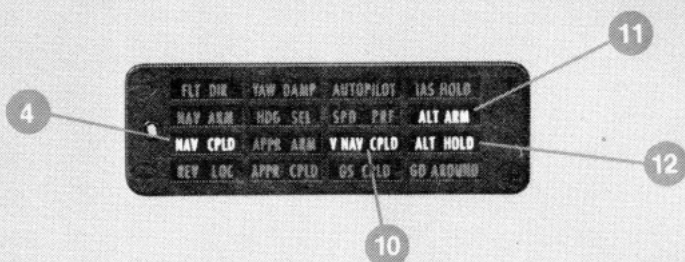 11
FLT DIR YAW DAMP AUTOPILOT IAS HOLD
4
NAV ARM HDG SEL SPD PRF ALT ARM
NAV CPLD APPR ARM V NAV CPLD ALT HOLD
12
REV LOC APPR CPLD GS CPLD GO AROUND
10